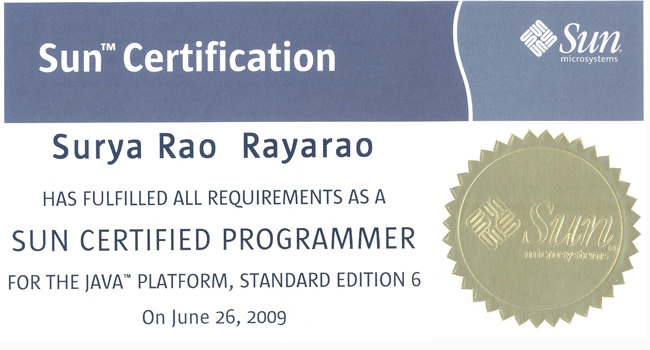 Sun™ Certification
Sun
microsystems
Surya Rao Rayarao
HAS FULFILLED ALL REQUIREMENTS AS A
SUN CERTIFIED PROGRAMMER
FOR THE JAVA™ PLATFORM, STANDARD EDITION 6
On June 26, 2009
Sun
microsystems